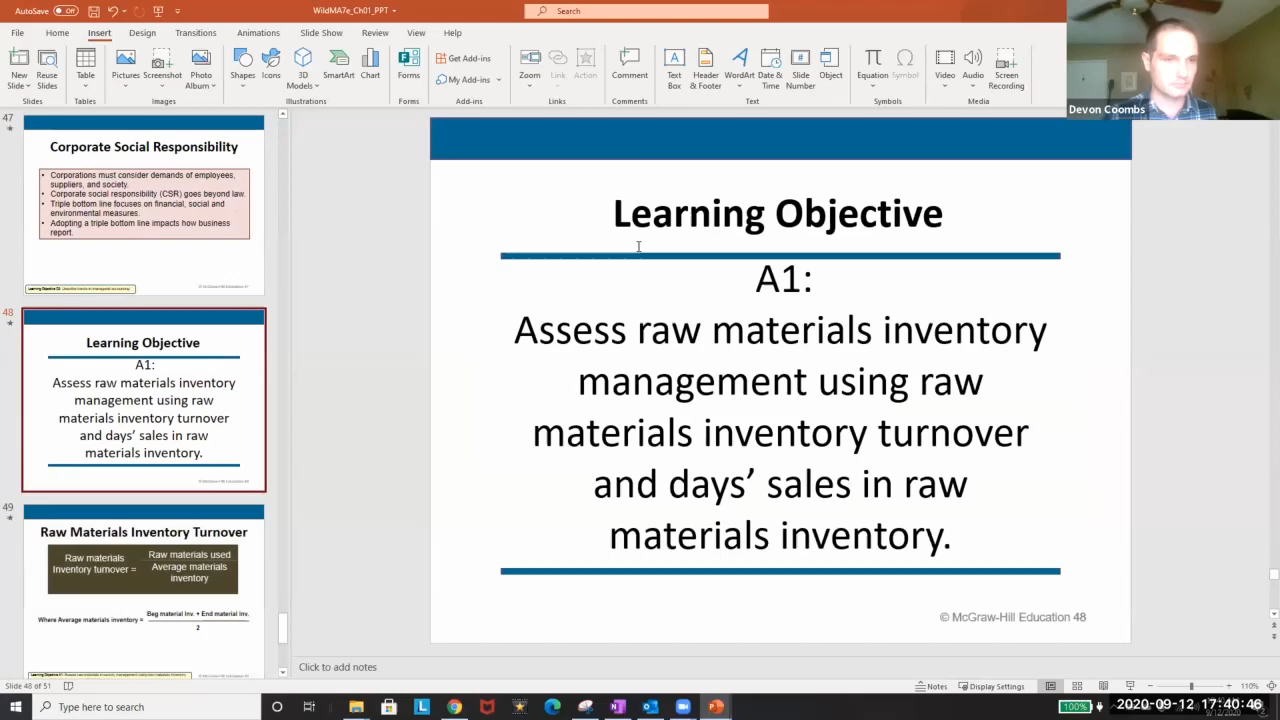 AutoSave
Off
WildMA7e_Ch01_PPT
Search
File
Home
Insert
Design
Transitions
Animations
Slide Show
Review
View
Help
New Slide
Reuse Slides
Table
Pictures
Screenshot
Photo Album
Shapes
Icons
3D Models
SmartArt
Chart
Forms
Get Add-ins
My Add-ins
Zoom
Link
Action
Comment
Text Box
Header & Footer
WordArt
Date & Time
Slide Number
Object
Equation
Symbol
Video
Audio
Screen Recording
Slides
Tables
Images
Illustrations
Forms
Add-ins
Links
Comments
Text
Symbols
Media
Devon Coombs
47
Corporate Social Responsibility
• Corporations must consider demands of employees,
suppliers, and society.
• Corporate social responsibility (CSR) goes beyond law.
• Triple bottom line focuses on financial, social and
environmental measures.
• Adopting a triple bottom line impacts how business
report.
48
Learning Objective
A1:
Assess raw materials inventory
management using raw
materials inventory turnover
and days’ sales in raw
materials inventory.
49
Raw Materials Inventory Turnover
Raw materials
Inventory turnover =
Raw materials used
Average materials
inventory
Where Average materials inventory =
Beg material Inv. + End material Inv.
2
Learning Objective
A1:
Assess raw materials inventory
management using raw
materials inventory turnover
and days’ sales in raw
materials inventory.
© McGraw-Hill Education 48
Click to add notes
Slide 48 of 51
Notes
Display Settings
110%
Type here to search
100%
2020-09-12 17:40:46